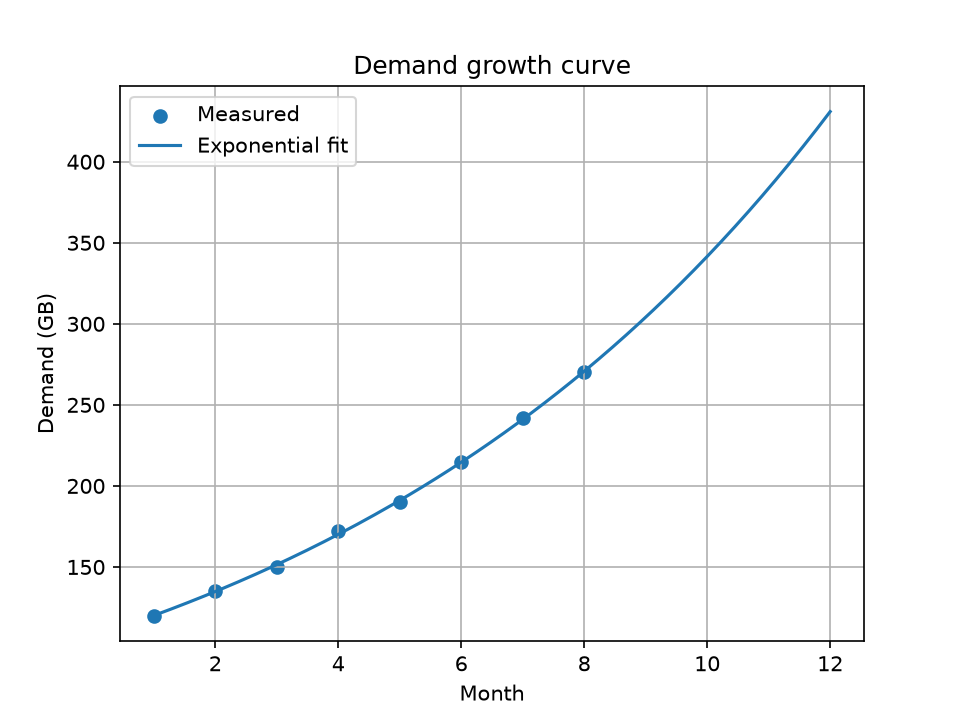 Demand growth curve
Measured
Exponential fit
400
350
300
250
200
150
Demand (GB)
2 4 6 8 10 12
Month